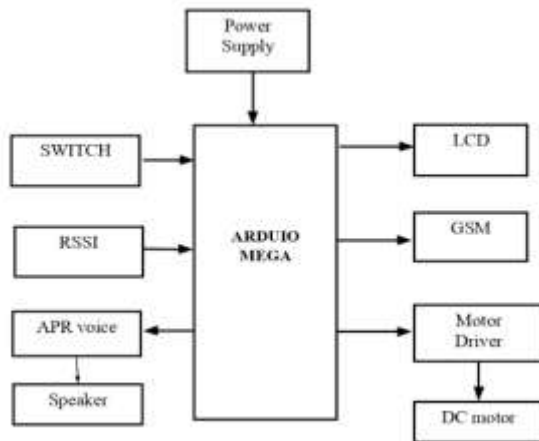 Power
Supply
SWITCH
LCD
RSSI
GSM
ARDUIO
MEGA
APR voice
Motor
Driver
Speaker
DC motor